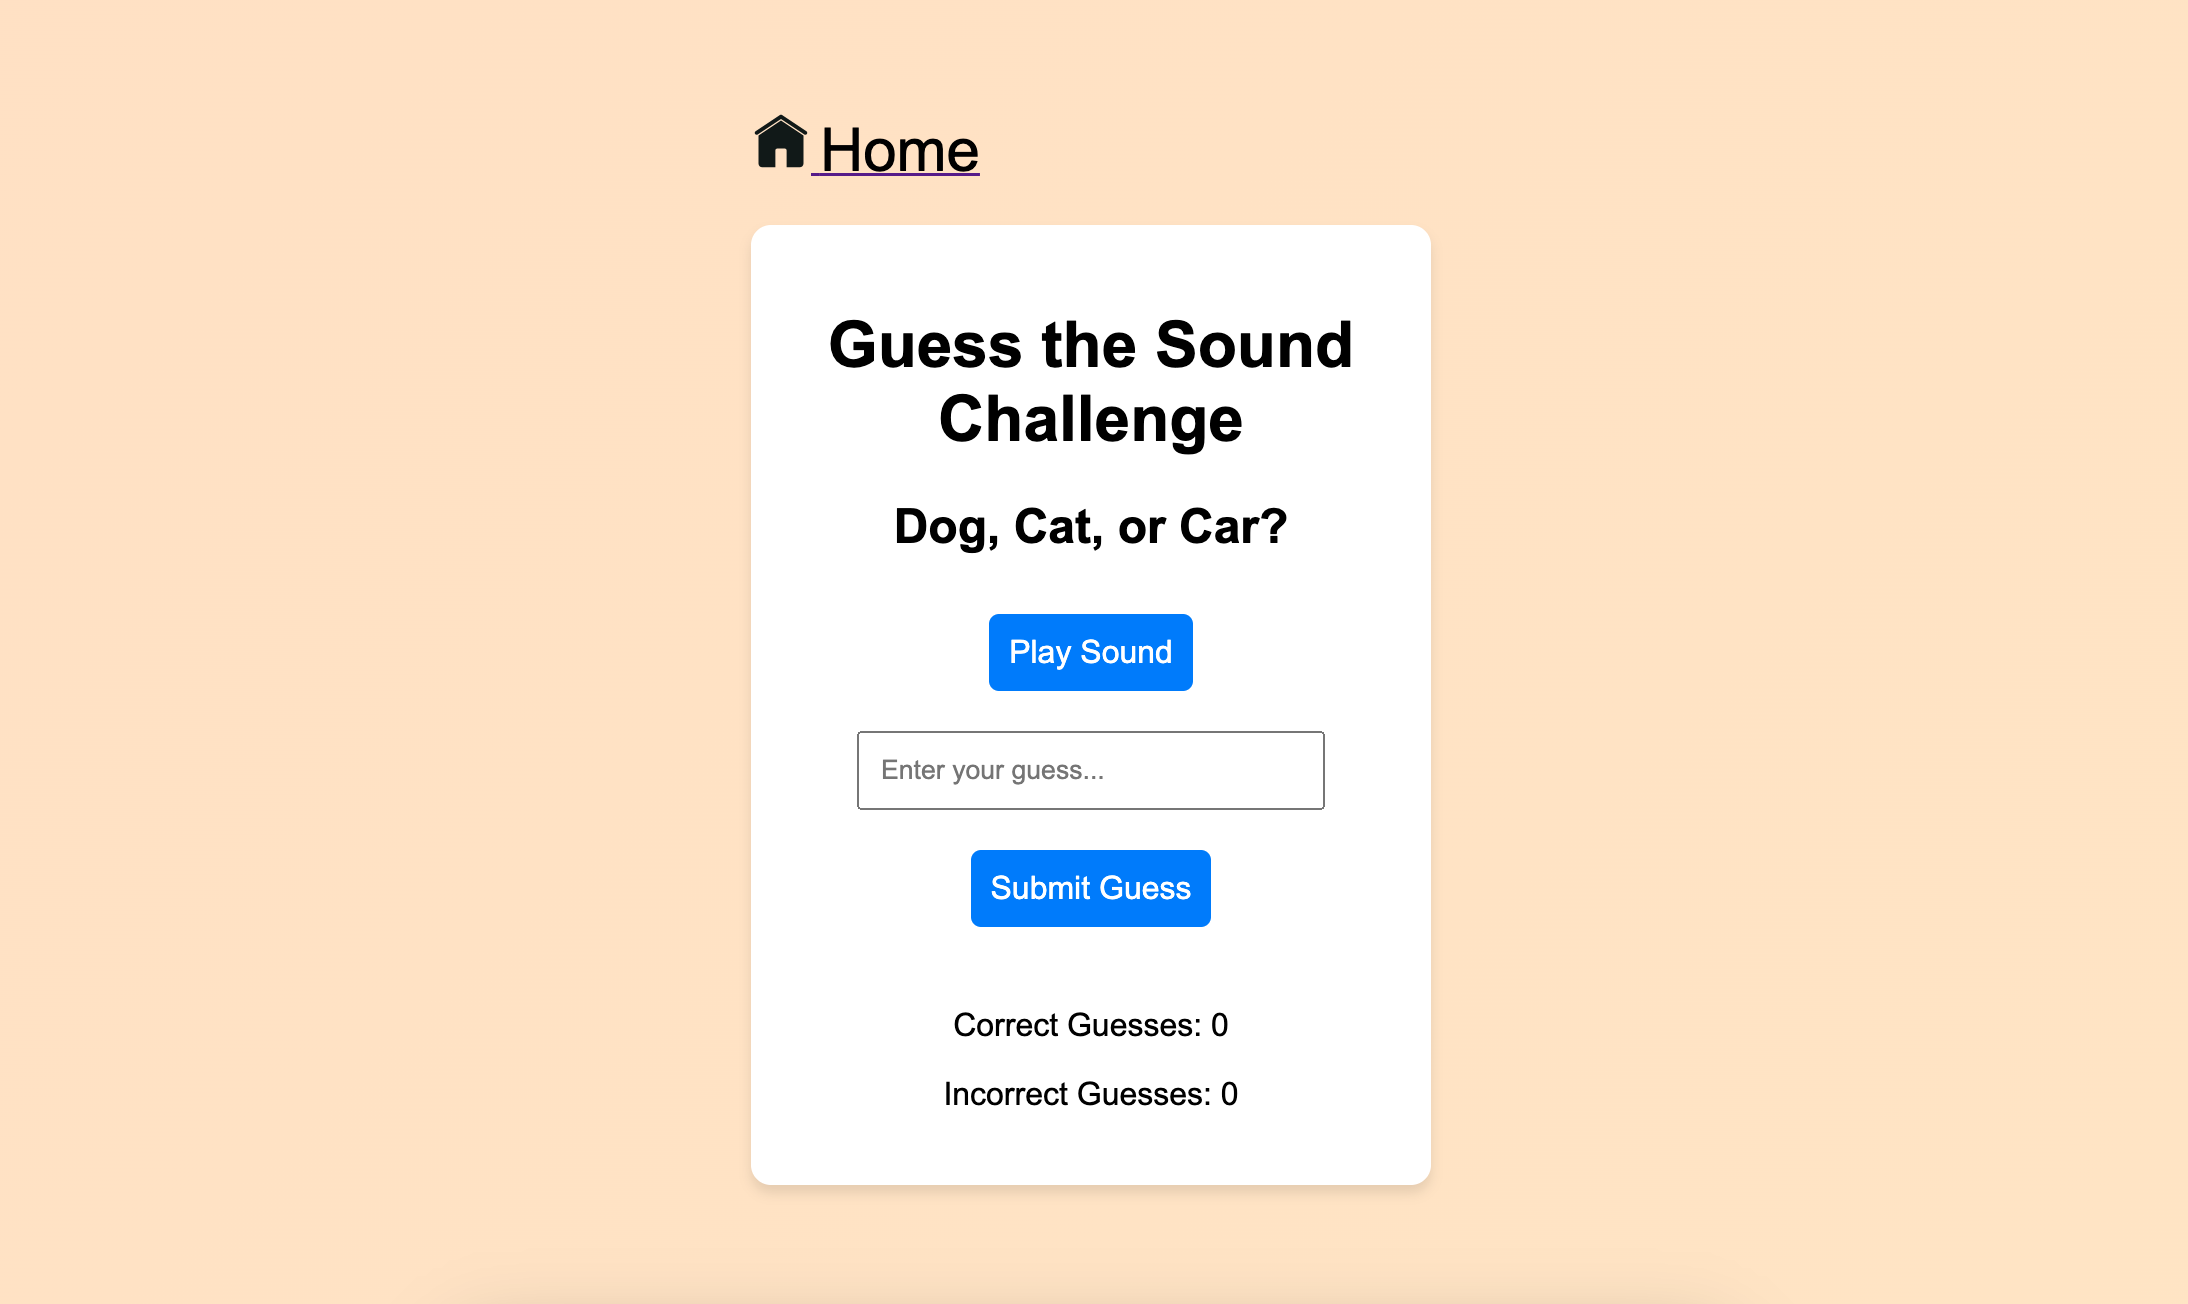 Home
Guess the Sound
Challenge
Dog, Cat, or Car?
Play Sound
Enter your guess...
Submit Guess
Correct Guesses: 0
Incorrect Guesses: 0